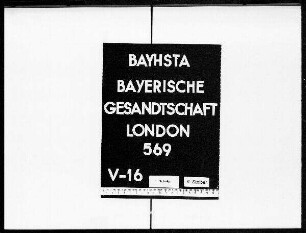 BAYHSTA
BAYERISCHE
GESANDTSCHAFT
LONDON
569
V-16